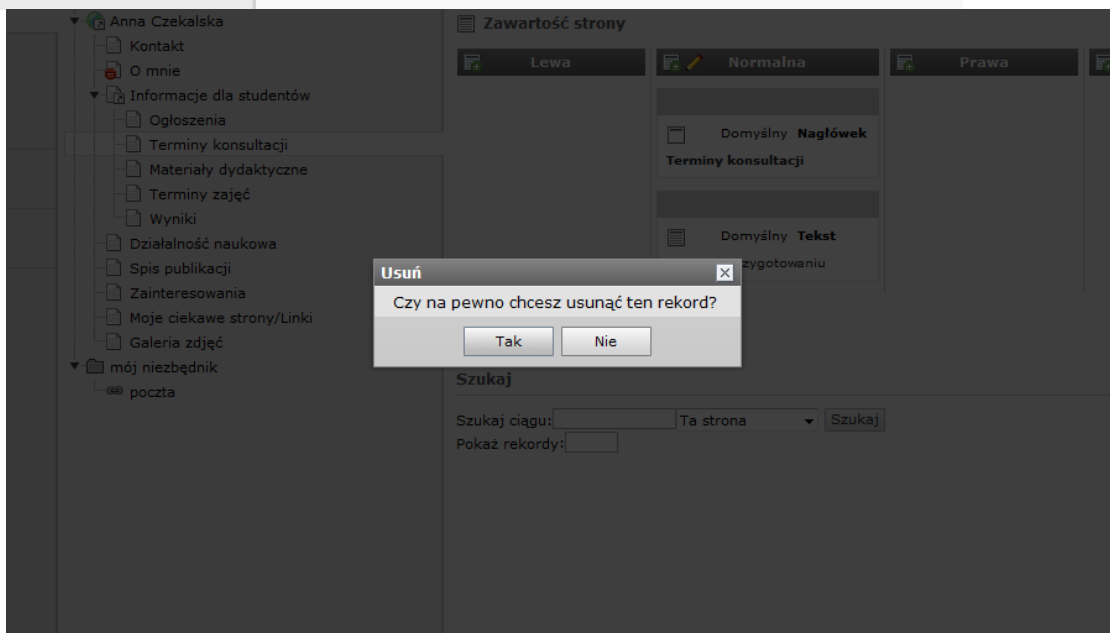 Anna Czekalska
Kontakt
O mnie
Informacje dla studentów
Ogłoszenia
Terminy konsultacji
Materiały dydaktyczne
Terminy zajęć
Wyniki
Działalność naukowa
Spis publikacji
Zainteresowania
Moje ciekawe strony/Linki
Galeria zdjęć
mój niezbędnik
poczta
Zawartość strony
Lewa
Normalna
Prawa
Domyślny Nagłówek
Terminy konsultacji
Domyślny Tekst
zygotowaniu
Usuń
Czy na pewno chcesz usunąć ten rekord?
Tak Nie
Szukaj
Szukaj ciągu: Ta strona Szukaj
Pokaż rekordy: